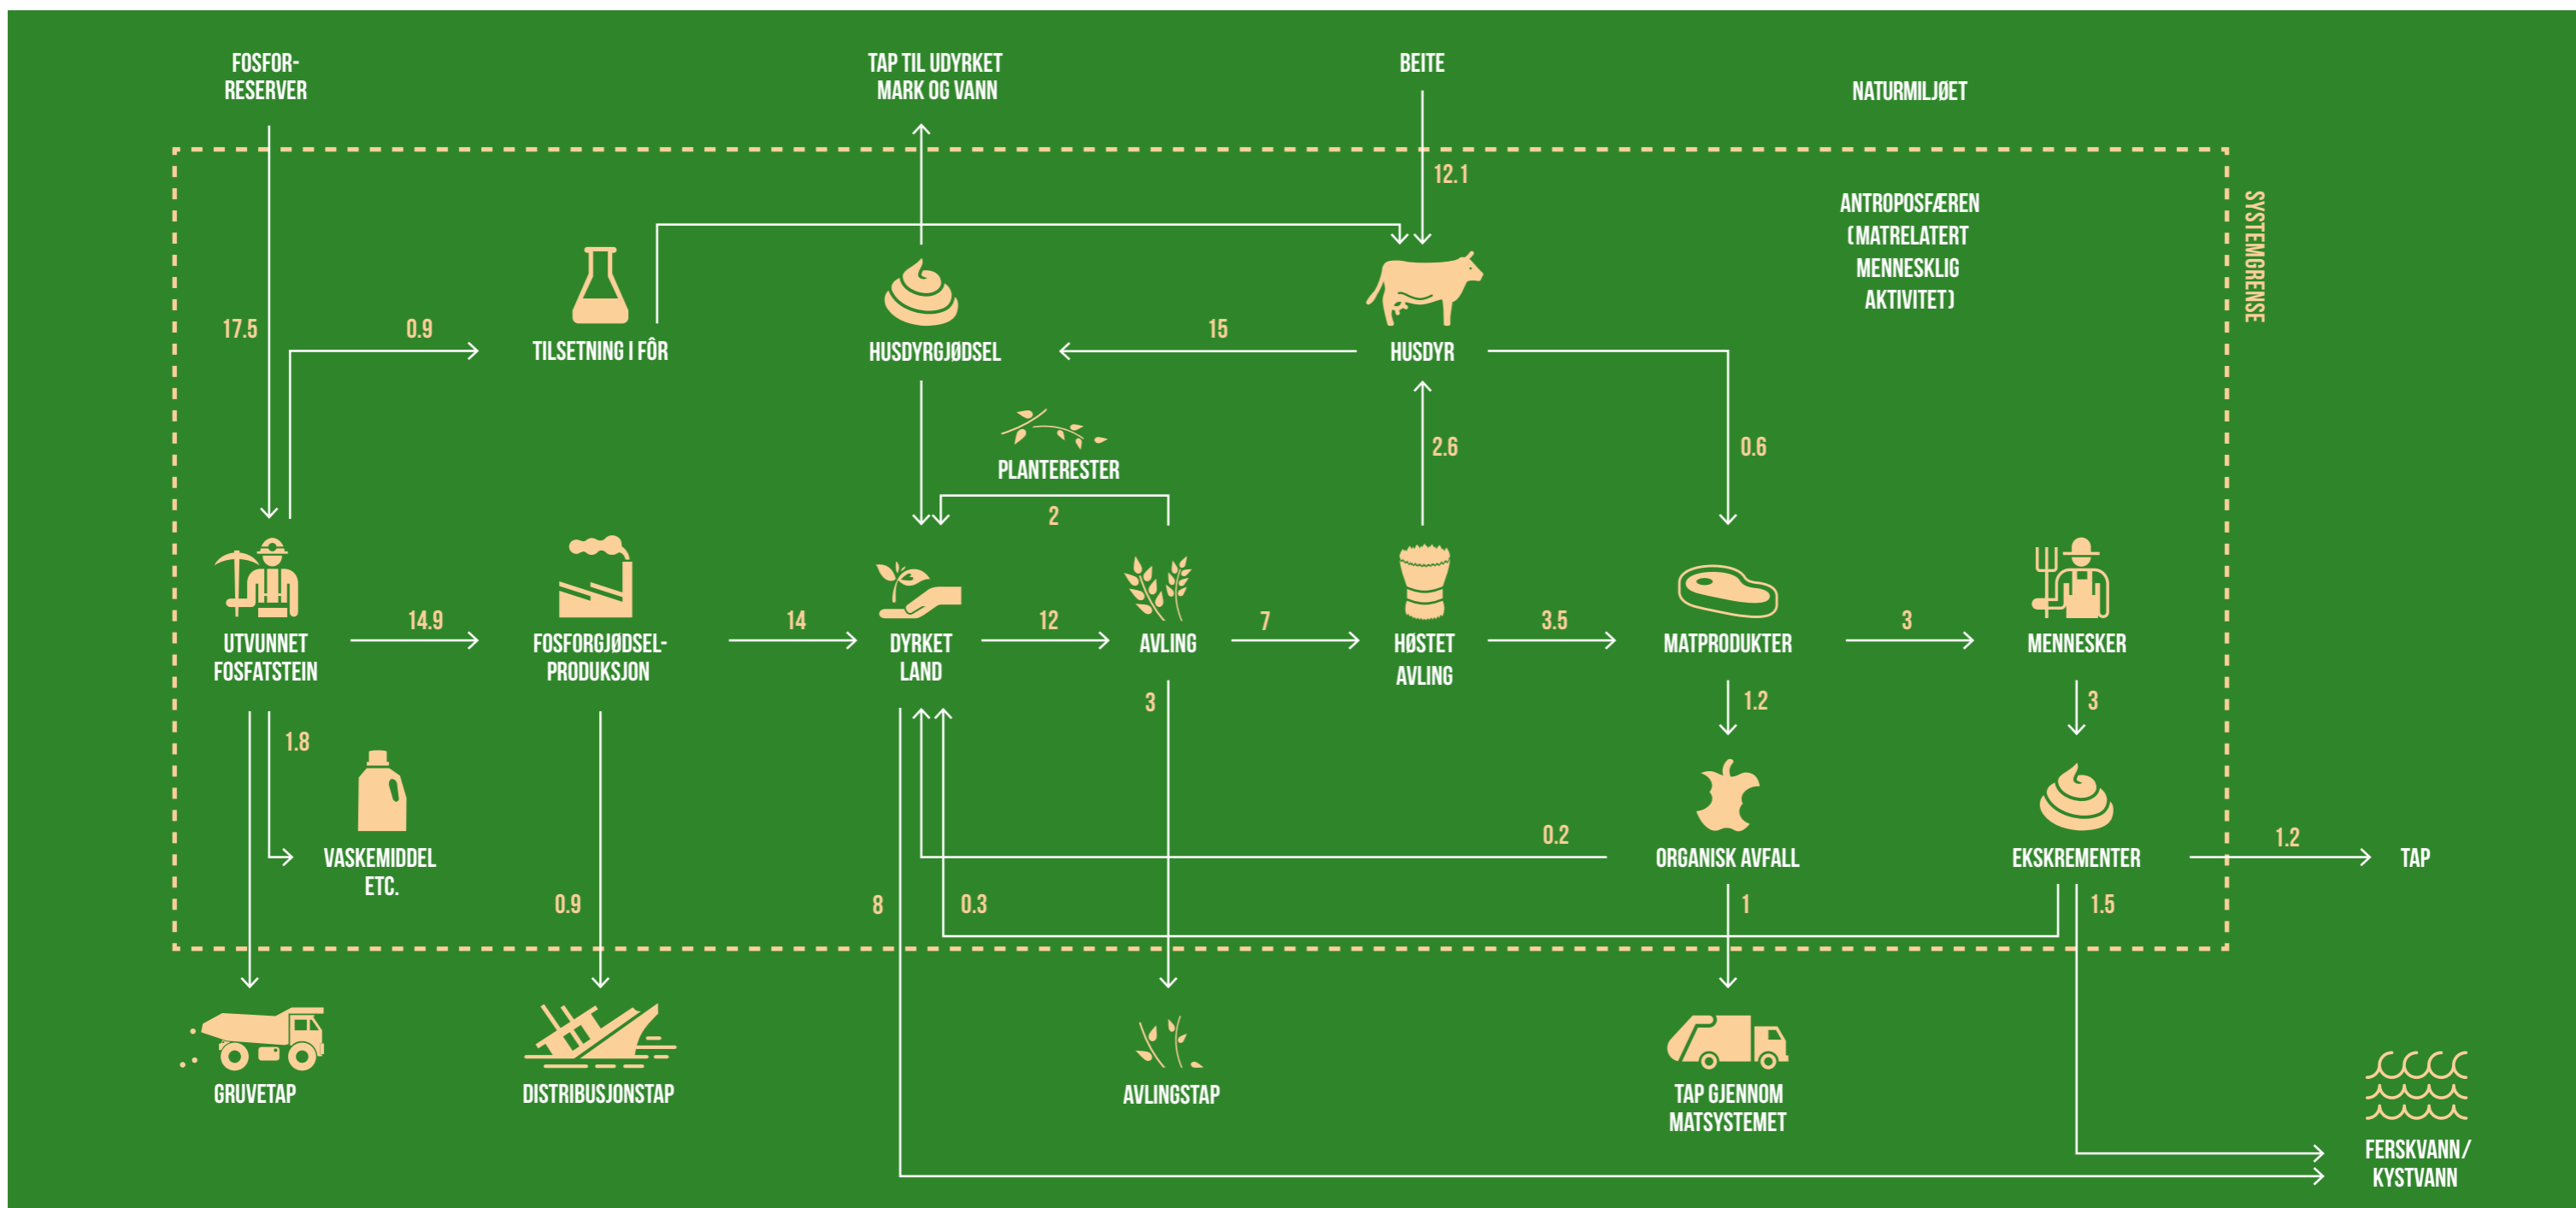 FOSFOR-
RESERVER
TAP TIL UDYRKET
MARK OG VANN
BEITE
NATURMILJØET
12.1
ANTROPOSFÆREN
(MATRELATERT
MENNESKLIG
AKTIVITET)
SYSTEMGRENSE
17.5
0.9
TILSETNING I FÔR
HUSDYRGJØDSEL
15
HUSDYR
PLANTERESTER
2
2.6
0.6
UTVUNNET
FOSFATSTEIN
14.9
FOSFORGJØDSEL-
PRODUKSJON
14
DYRKET
LAND
12
AVLING
7
HØSTET
AVLING
3.5
MATPRODUKTER
3
MENNESKER
1.8
3
1.2
3
VASKEMIDDEL
ETC.
0.2
ORGANISK AVFALL
EKSKREMENTER
1.2
TAP
0.9
8
0.3
1
1.5
GRUVETAP
DISTRIBUSJONSTAP
AVLINGSTAP
TAP GJENNOM
MATSYSTEMET
FERSKVANN/
KYSTVANN